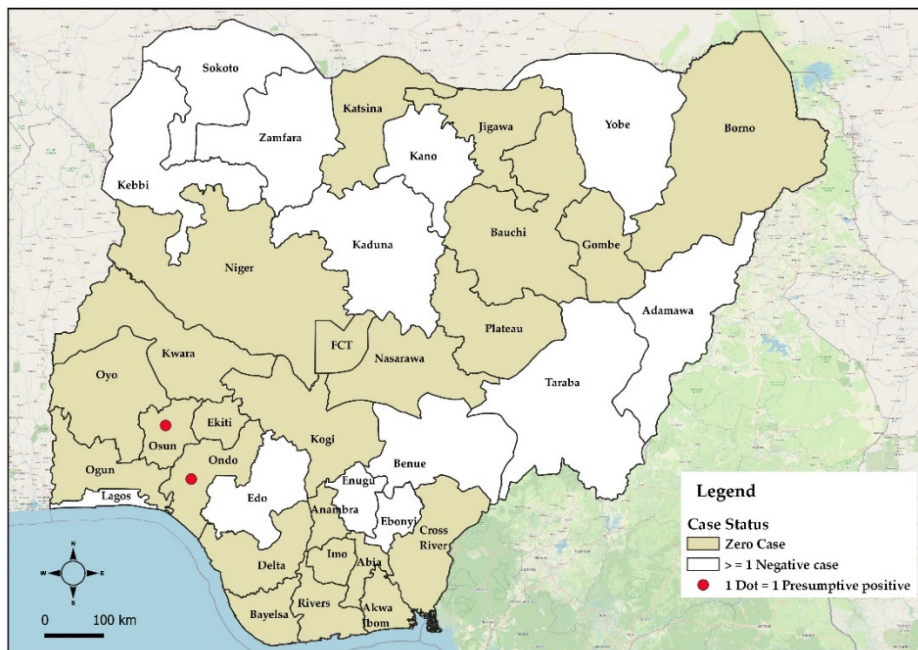 Sokoto
Katsina
Zamfara
Jigawa
Yobe
Borno
Kano
Kebbi
Kaduna
Bauchi
Gombe
Niger
Adamawa
Plateau
FCT
Nasarawa
Kwara
Oyo
Taraba
Ekiti
Osun
Kogi
Ondo
Benue
Ogun
Enugu
Lagos
Edo
Anambra
Ebonyi
Cross
River
Imo
Abia
Delta
Bayelsa
Rivers
Akwa
Ibom
Legend
Case Status
Zero Case
> = 1 Negative case
1 Dot = 1 Presumptive positive
N
W
E
S
0 100 km